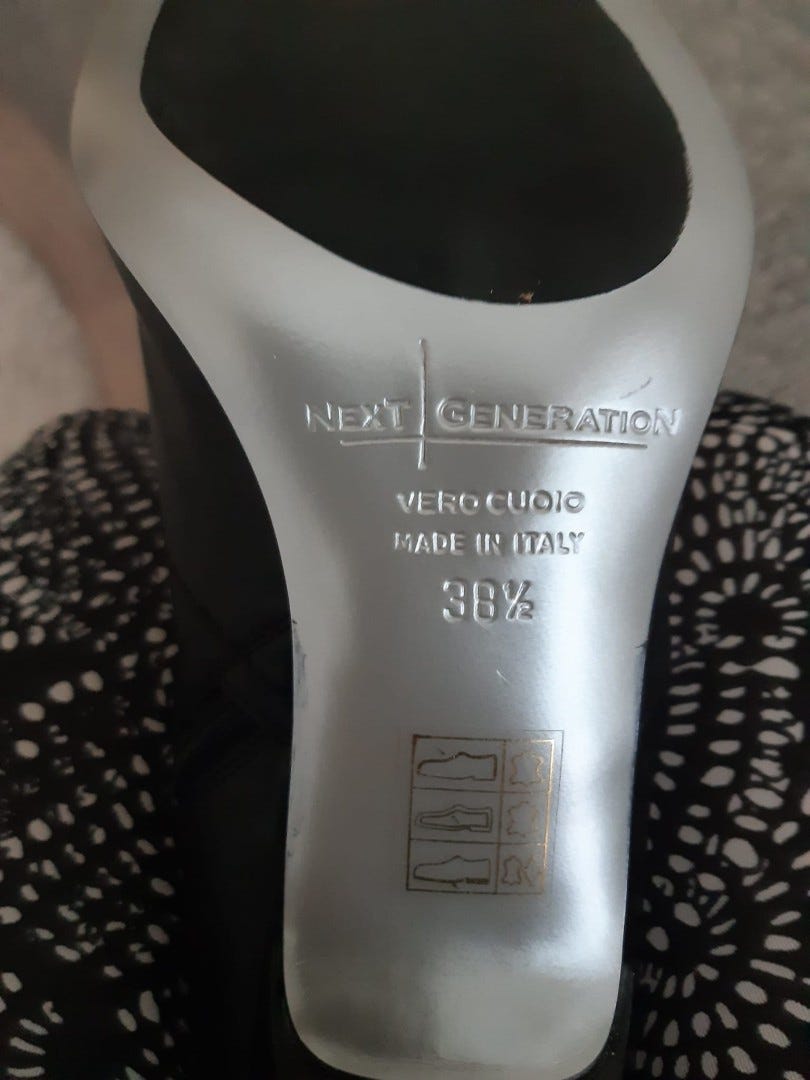 NEXT GENERATION
VERO CUOIO
MADE IN ITALY
38½